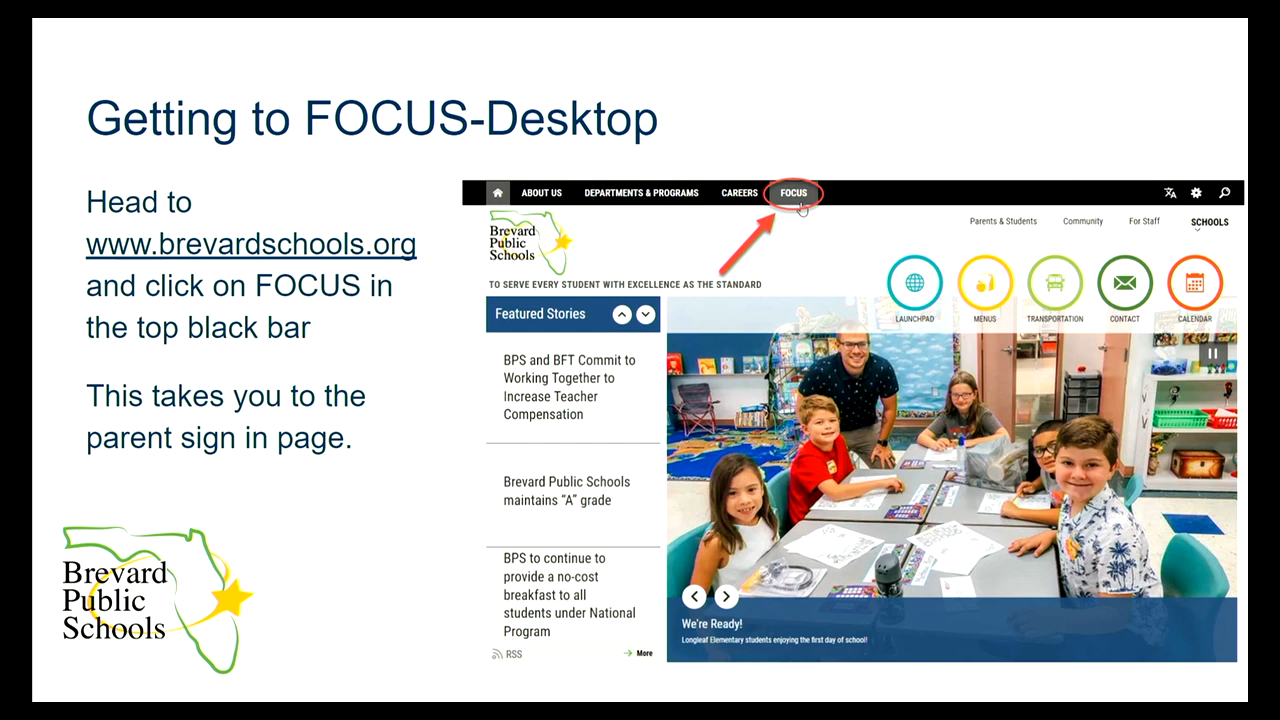 Getting to FOCUS-Desktop
Head to
www.brevardschools.org
and click on FOCUS in
the top black bar
This takes you to the
parent sign in page.
Brevard
Public
Schools
ABOUT US DEPARTMENTS & PROGRAMS CAREERS FOCUS
Parents & Students Community For Staff SCHOOLS
Brevard
Public
Schools
TO SERVE EVERY STUDENT WITH EXCELLENCE AS THE STANDARD
LAUNCHPAD MENUS TRANSPORTATION CONTACT CALENDAR
Featured Stories
BPS and BFT Commit to
Working Together to
Increase Teacher
Compensation
Brevard Public Schools
maintains “A” grade
BPS to continue to
provide a no-cost
breakfast to all
students under National
Program
RSS More
We're Ready!
Longleaf Elementary students enjoying the first day of school!